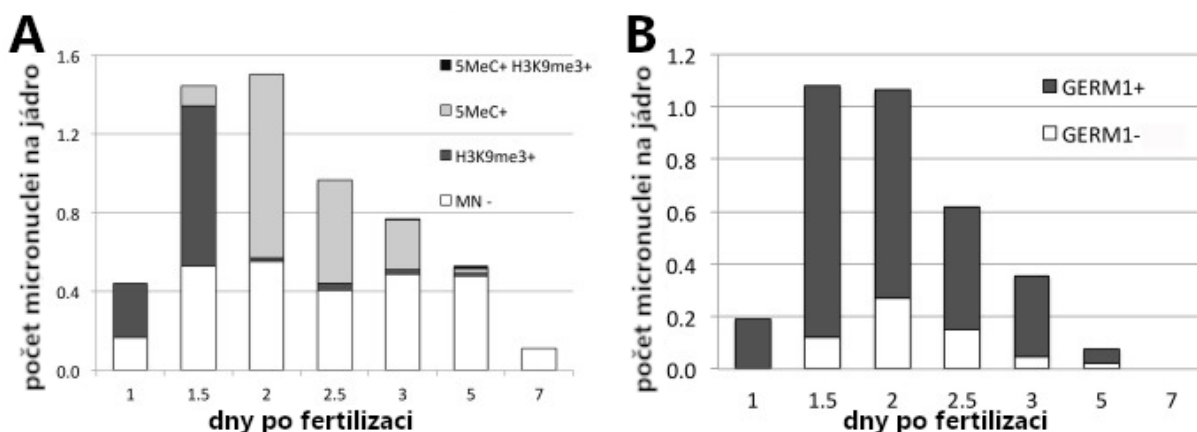 A
počet micronuclei na jádro
1.6
1.2
0.8
0.4
0.0
5MeC+ H3K9me3+
5MeC+
H3K9me3+
MN -
1 1.5 2 2.5 3 5 7
dny po fertilizaci
B
počet micronuclei na jádro
1.2
1.0
0.8
0.6
0.4
0.2
0.0
GERM1+
GERM1-
1 1.5 2 2.5 3 5 7
dny po fertilizaci